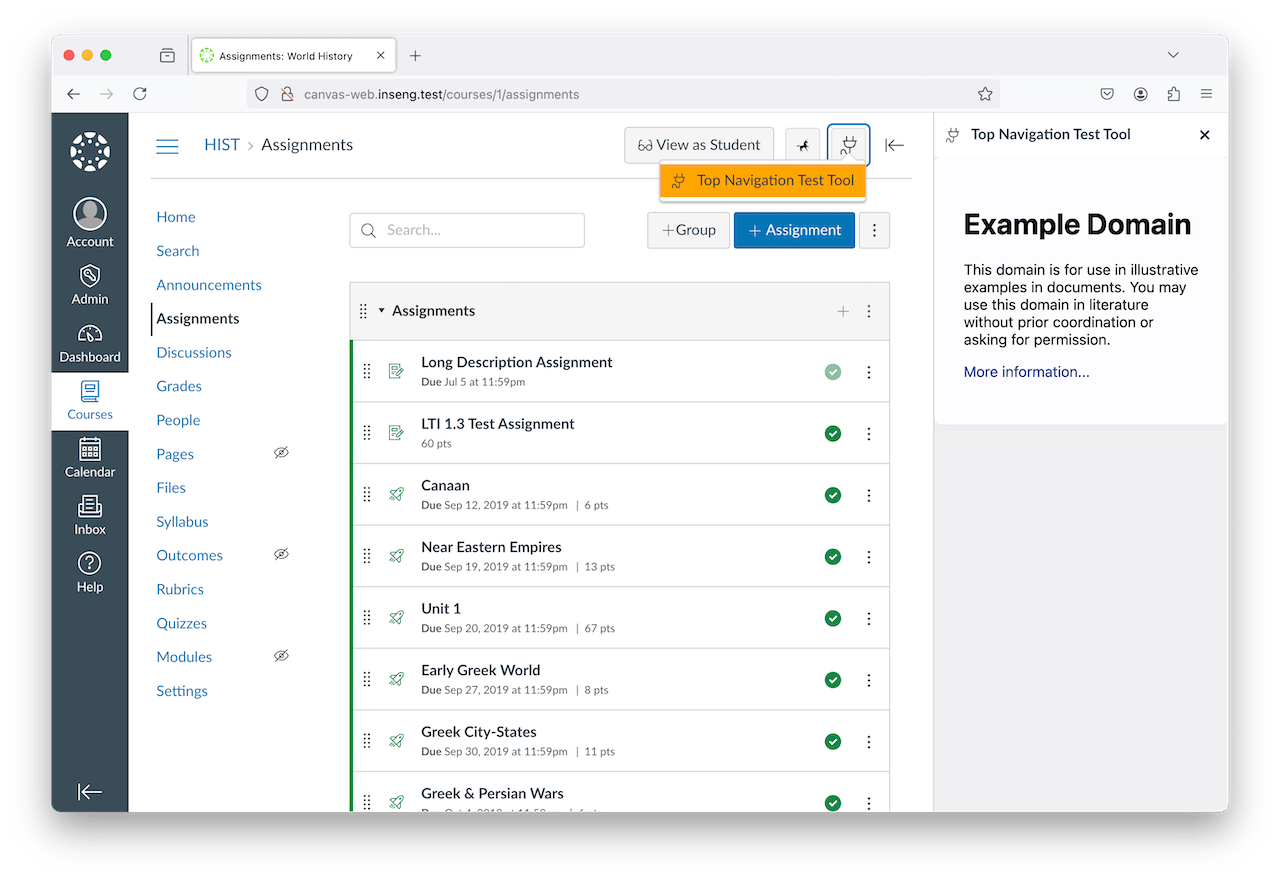 Assignments: World History
canvas-web.inseng.test/courses/1/assignments
Account
Admin
Dashboard
Courses
Calendar
Inbox
Help
HIST › Assignments
View as Student
Top Navigation Test Tool
Home
Search
Announcements
Assignments
Discussions
Grades
People
Pages
Files
Syllabus
Outcomes
Rubrics
Quizzes
Modules
Settings
Search...
+Group
+ Assignment
Assignments
Long Description Assignment
Due Jul 5 at 11:59pm
LTI 1.3 Test Assignment
60 pts
Canaan
Due Sep 12, 2019 at 11:59pm | 6 pts
Near Eastern Empires
Due Sep 19, 2019 at 11:59pm | 13 pts
Unit 1
Due Sep 20, 2019 at 11:59pm | 67 pts
Early Greek World
Due Sep 27, 2019 at 11:59pm | 8 pts
Greek City-States
Due Sep 30, 2019 at 11:59pm | 11 pts
Greek & Persian Wars
Top Navigation Test Tool
Example Domain
This domain is for use in illustrative
examples in documents. You may
use this domain in literature
without prior coordination or
asking for permission.
More information...